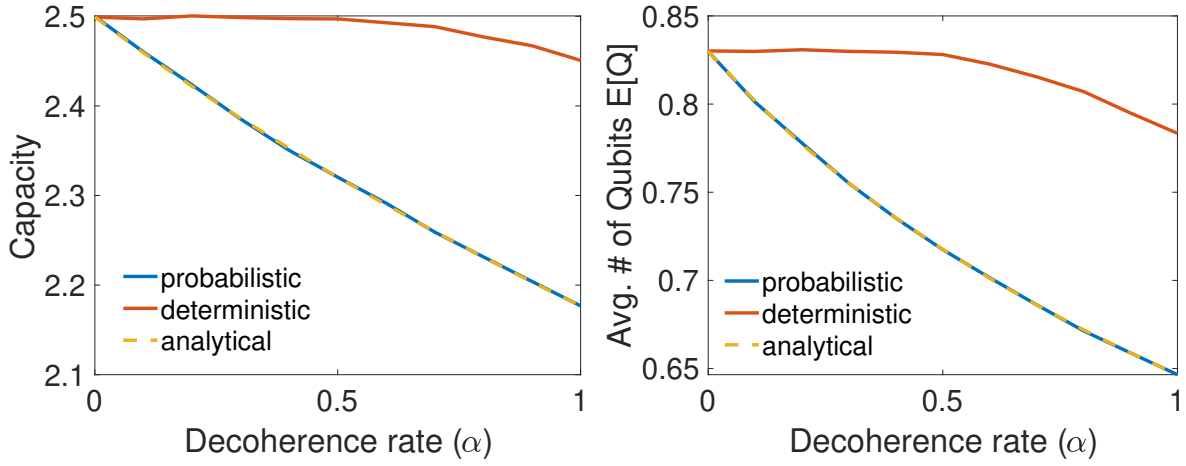 Capacity
2.5
2.4
2.3
2.2
2.1
probabilistic
deterministic
analytical
0
0.5
1
Decoherence rate (α)
Avg. # of Qubits E[Q]
0.85
0.8
0.75
0.7
0.65
probabilistic
deterministic
analytical
0
0.5
1
Decoherence rate (α)